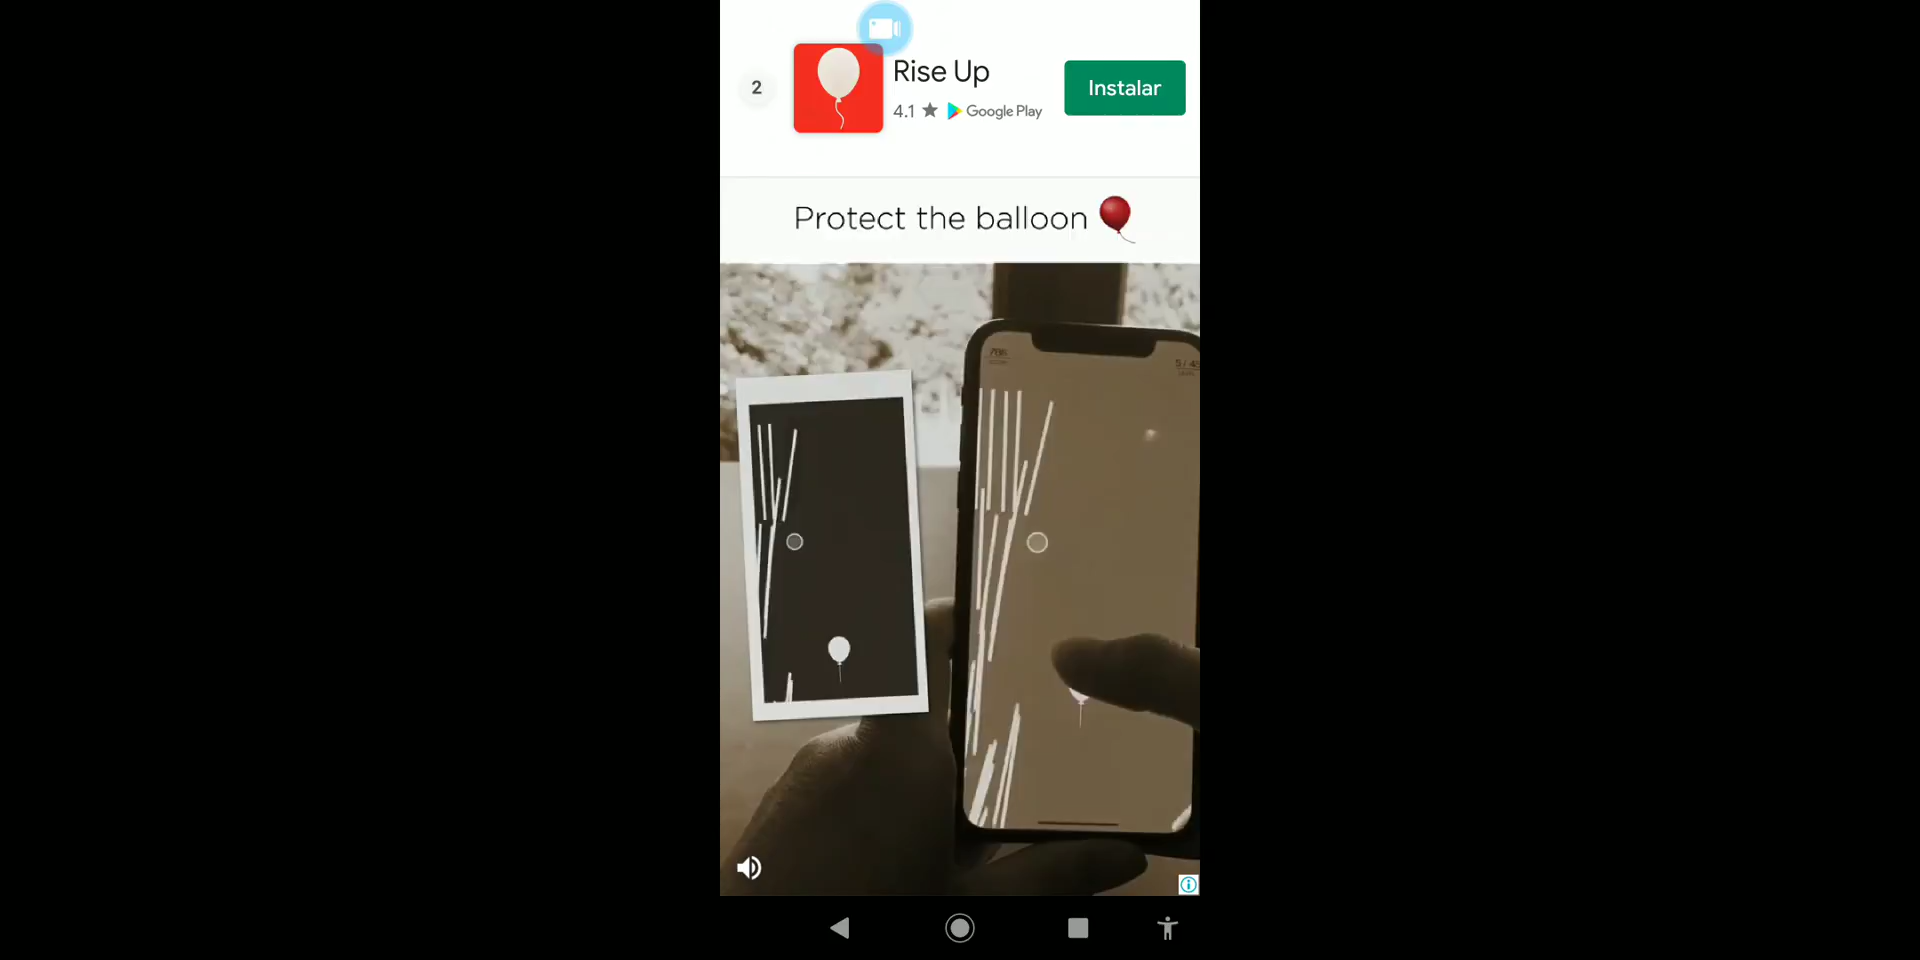 2
Rise Up
4.1 ★ Google Play
Instalar
Protect the balloon